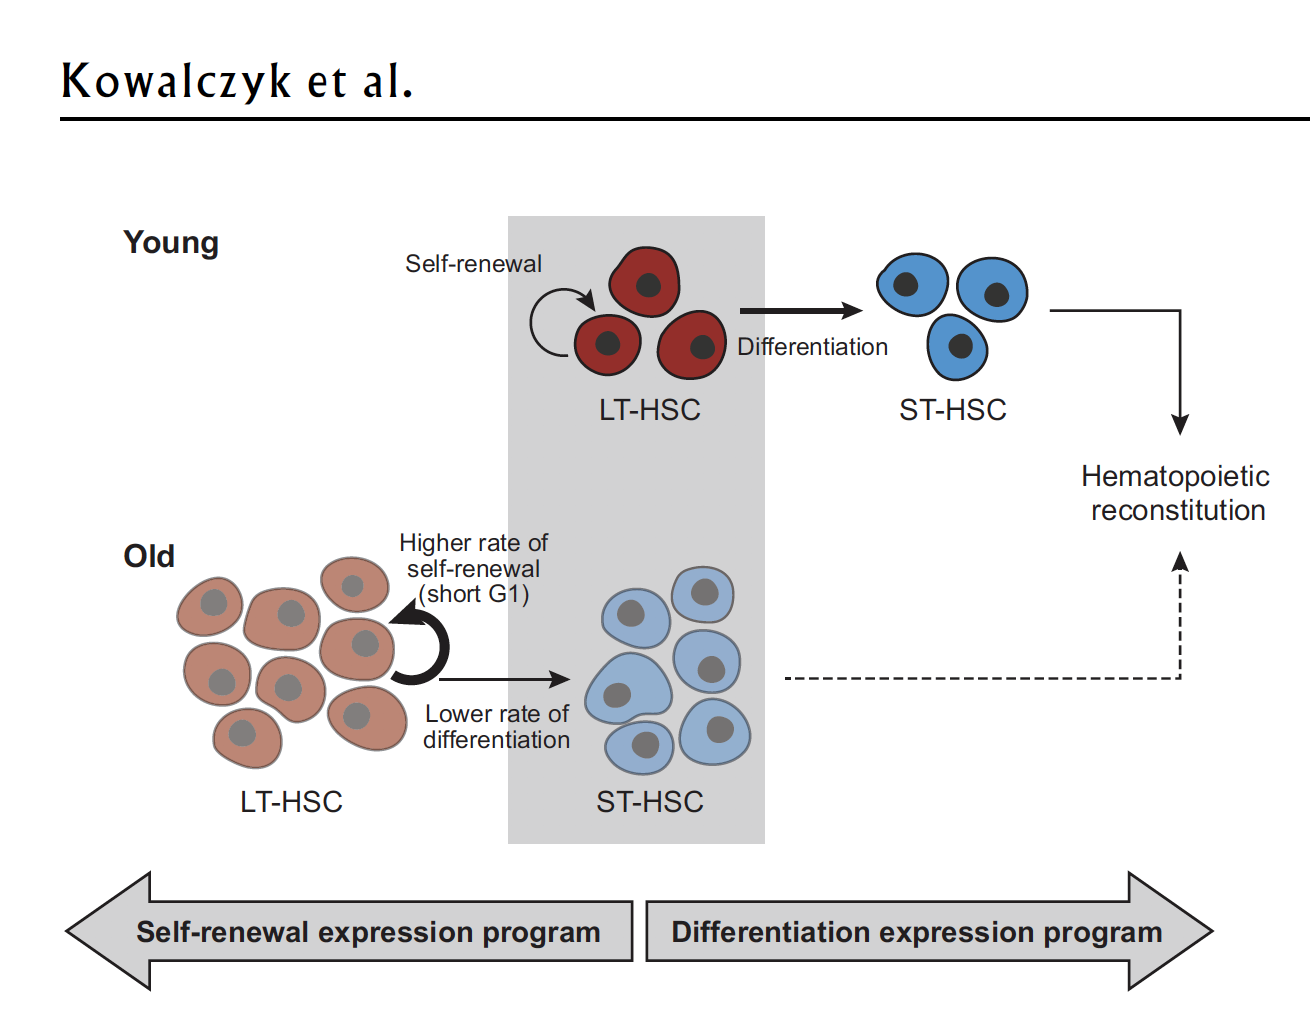 Kowalczyk et al.
Young
Self-renewal
Differentiation
LT-HSC
ST-HSC
Hematopoietic
reconstitution
Old
Higher rate of
self-renewal
(short G1)
Lower rate of
differentiation
LT-HSC
ST-HSC
Self-renewal expression program
Differentiation expression program